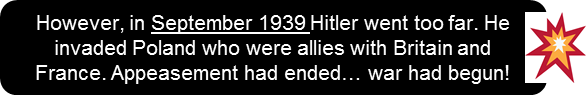 However, in September 1939 Hitler went too far. He
invaded Poland who were allies with Britain and
France. Appeasement had ended… war had begun!